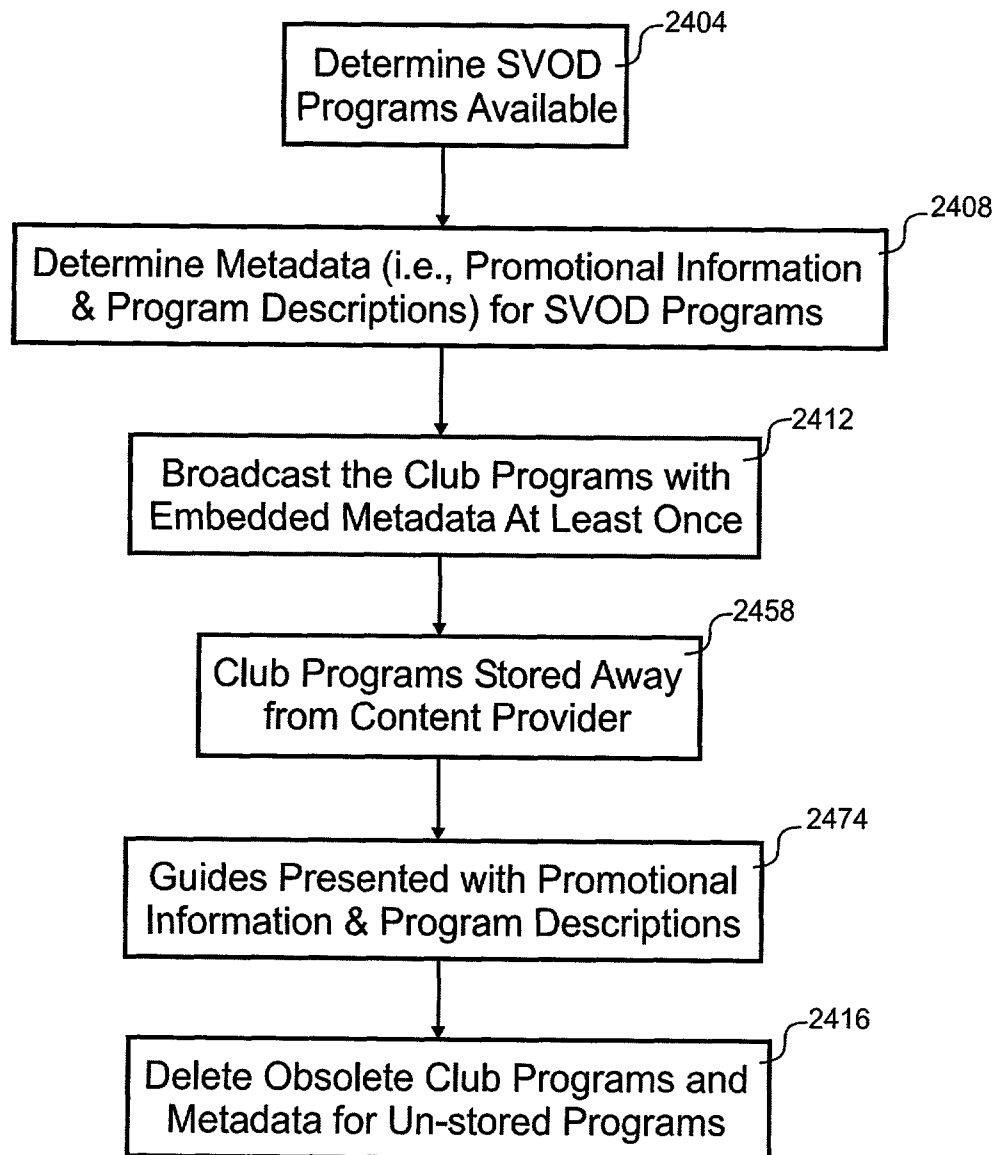 2404
Determine SVOD
Programs Available
2408
Determine Metadata (i.e., Promotional Information
& Program Descriptions) for SVOD Programs
2412
Broadcast the Club Programs with
Embedded Metadata At Least Once
2458
Club Programs Stored Away
from Content Provider
2474
Guides Presented with Promotional
Information & Program Descriptions
2416
Delete Obsolete Club Programs and
Metadata for Un-stored Programs